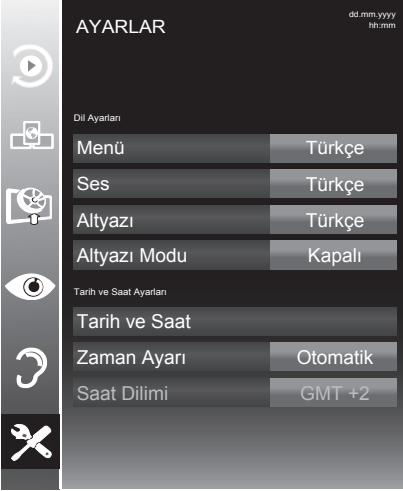 AYARLAR
dd.mm.yyyy
hh:mm
Dil Ayarları
Menü Türkçe
Ses Türkçe
Altyazı Türkçe
Altyazı Modu Kapalı
Tarih ve Saat Ayarları
Tarih ve Saat
Zaman Ayarı Otomatik
Saat Dilimi GMT +2